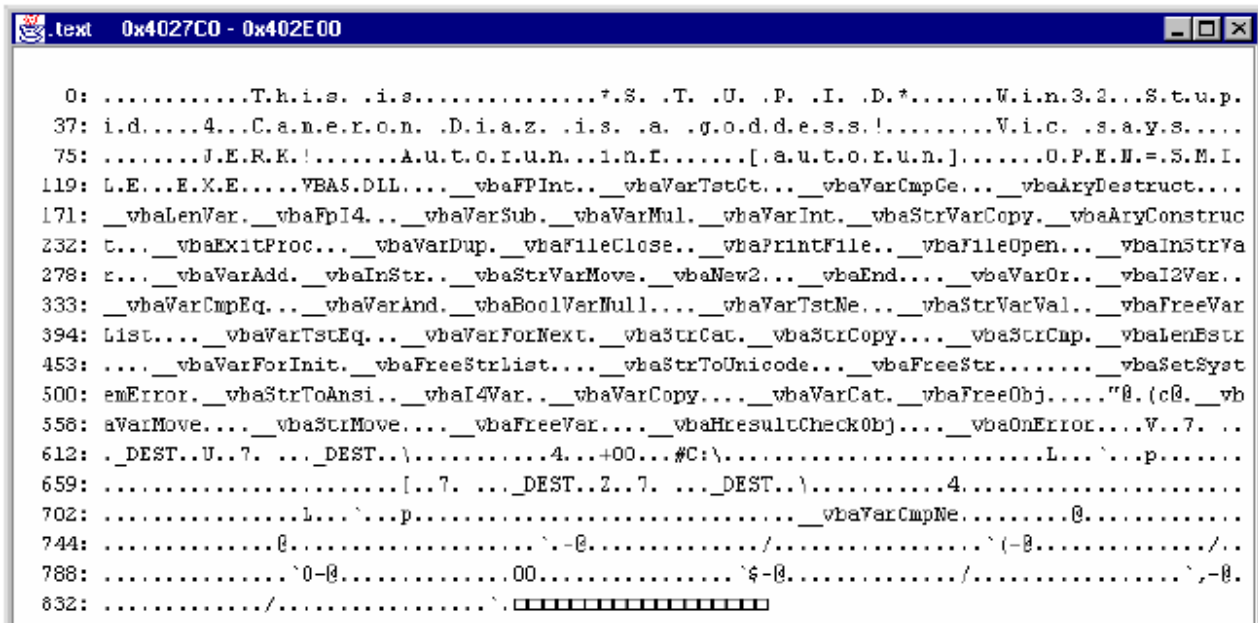 .text 0x4027C0 - 0x402E00
0: ............T.h.i.s. .i.s...............*.S. .T. .U. .P. .I. .D.*.......W.i.n.3.2...S.t.u.p.
37: i.d.....4...C.a.m.e.r.o.n. .D.i.a.z. .i.s. .a. .g.o.d.d.e.s.s.!.........V.i.c. .s.a.y.s.....
75: ........J.E.R.K.!.......A.u.t.o.r.u.n...i.n.f.......[.a.u.t.o.r.u.n.].......O.P.E.N.=.S.M.I.
119: L.E...E.X.E.....VBA5.DLL....__vbaFPInt..__vbaVarTstGt...__vbaVarCmpGe...__vbaAryDestruct....
171: __vbaLenVar.__vbaFpI4...__vbaVarSub.__vbaVarMul.__vbaVarInt.__vbaStrVarCopy.__vbaAryConstruc
232: t...__vbaExitProc...__vbaVarDup.__vbaFileClose..__vbaPrintFile..__vbaFileOpen...__vbaInStrVa
278: r...__vbaVarAdd.__vbaInStr..__vbaStrVarMove.__vbaNew2...__vbaEnd....__vbaVarOr..__vbaI2Var..
333: __vbaVarCmpEq...__vbaVarAnd.__vbaBoolVarNull....__vbaVarTstNe...__vbaStrVarVal..__vbaFreeVar
394: List....__vbaVarTstEq...__vbaVarForNext.__vbaStrCat.__vbaStrCopy....__vbaStrCmp.__vbaLenBstr
453: ....__vbaVarForInit.__vbaFreeStrList....__vbaStrToUnicode...__vbaFreeStr........__vbaSetSyst
500: emError.__vbaStrToAnsi..__vbaI4Var..__vbaVarCopy....__vbaVarCat.__vbaFreeObj....."@.(c@.__vb
558: aVarMove....__vbaStrMove....__vbaFreeVar....__vbaHresultCheckObj....__vbaOnError....V..7. ..
612: ._DEST..U..7. ..._DEST..\...........4...+OO...#C:\..........................L...`...p.......
659: ........................[..7. ..._DEST..Z..7. ..._DEST..\...........4.......................
702: ................L...`...p...............................__vbaVarCmpNe.........@.............
744: ..............@......................`.-@............../..................`(-@............../..
788: ................`0-@..............OO................`$-@............../..................`,-@.
832: ............../..................`.